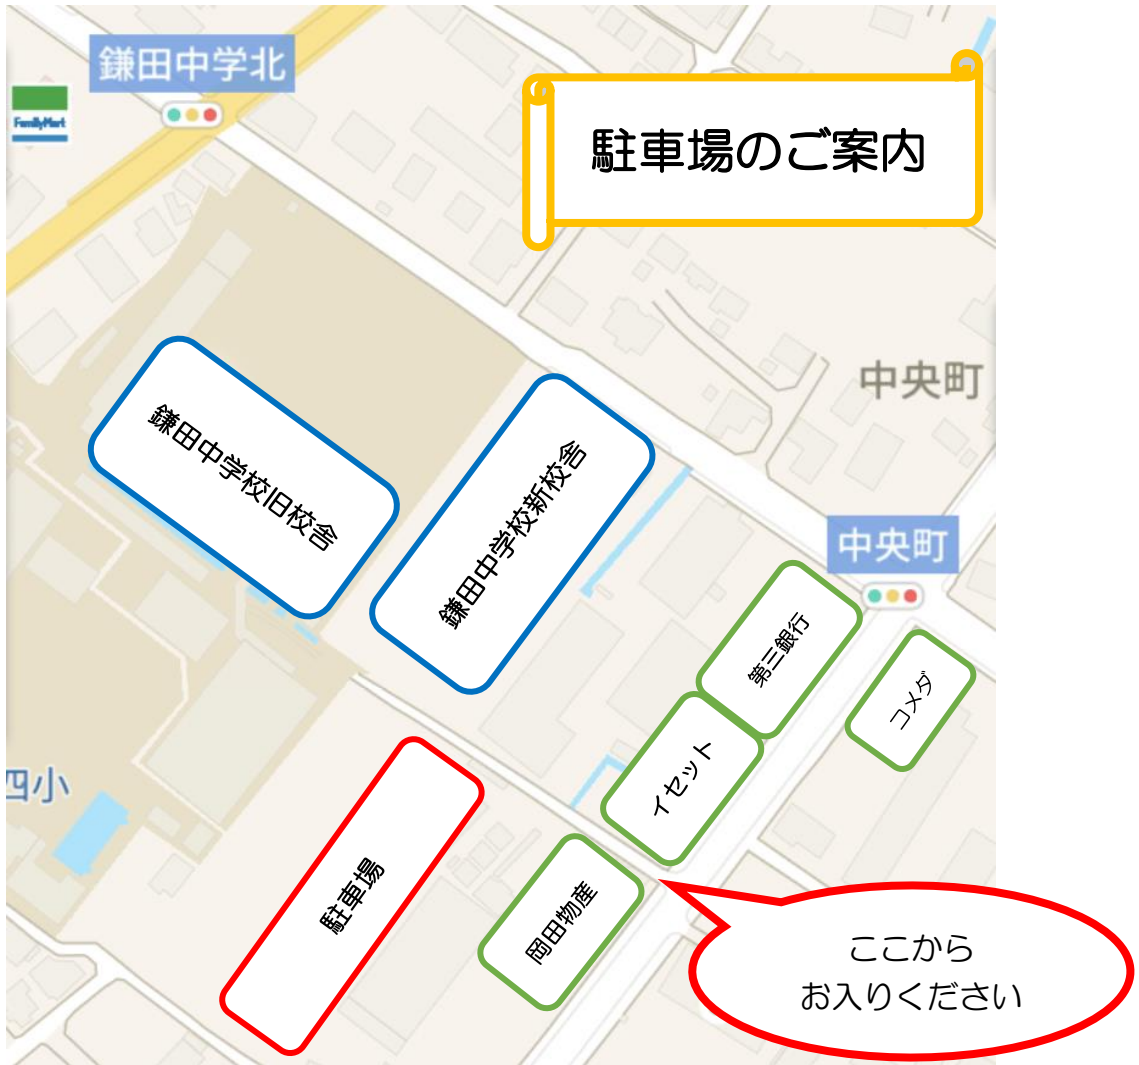 鎌田中学北
FamilyMart
駐車場のご案内
中央町
鎌田中学校旧校舎
鎌田中学校新校舎
中央町
第三銀行
コメダ
イセット
四小
駐車場
岡田物産
ここから
お入りください